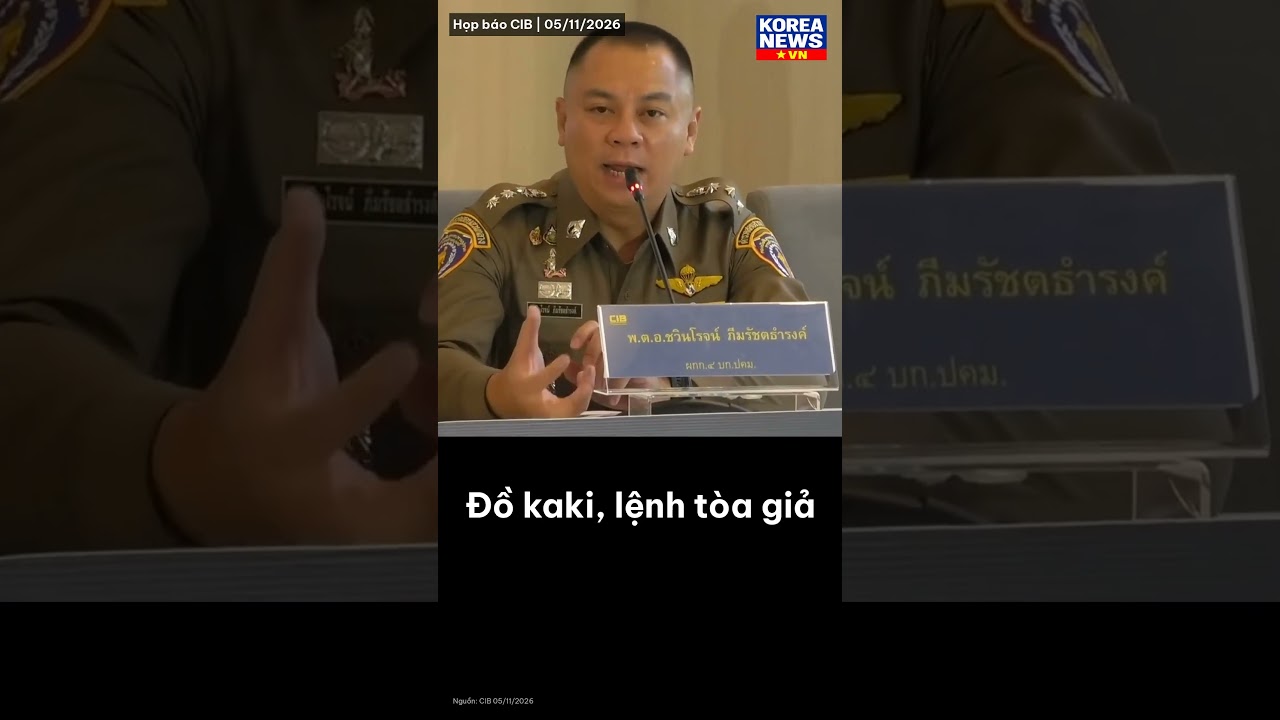 Họp báo CIB | 05/11/2026
KOREA
NEWS
VN
CIB
พ.ต.อ.ชวินโรจน์ ภีมรัชตธำรงค์
ผกก.๔ บก.ปคม.
Đồ kaki, lệnh tòa giả
Nguồn: CIB 05/11/2026